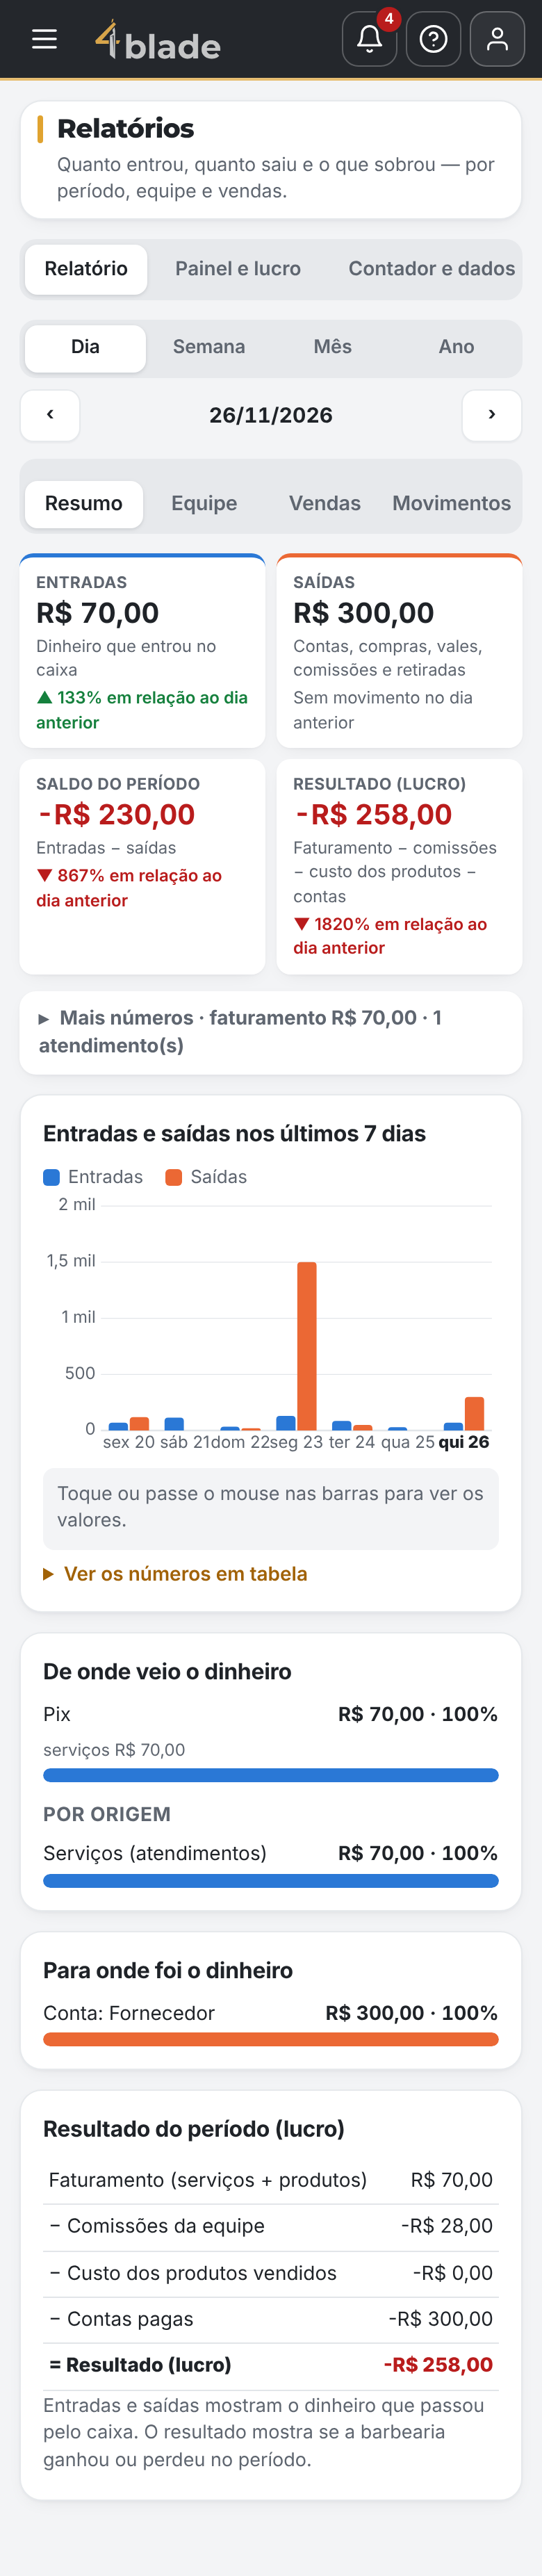 4blade
4
Relatórios
Quanto entrou, quanto saiu e o que sobrou — por
período, equipe e vendas.
Relatório Painel e lucro Contador e dados
Dia Semana Mês Ano
‹ 26/11/2026 ›
Resumo Equipe Vendas Movimentos
ENTRADAS
R$ 70,00
Dinheiro que entrou no
caixa
▲ 133% em relação ao dia
anterior
SAÍDAS
R$ 300,00
Contas, compras, vales,
comissões e retiradas
Sem movimento no dia
anterior
SALDO DO PERÍODO
-R$ 230,00
Entradas − saídas
▼ 867% em relação ao
dia anterior
RESULTADO (LUCRO)
-R$ 258,00
Faturamento − comissões
− custo dos produtos −
contas
▼ 1820% em relação ao
dia anterior
▸ Mais números · faturamento R$ 70,00 · 1
atendimento(s)
Entradas e saídas nos últimos 7 dias
Entradas Saídas
2 mil
1,5 mil
1 mil
500
0
sex 20 sáb 21 dom 22 seg 23 ter 24 qua 25 qui 26
Toque ou passe o mouse nas barras para ver os
valores.
▸ Ver os números em tabela
De onde veio o dinheiro
Pix R$ 70,00 · 100%
serviços R$ 70,00
POR ORIGEM
Serviços (atendimentos) R$ 70,00 · 100%
Para onde foi o dinheiro
Conta: Fornecedor R$ 300,00 · 100%
Resultado do período (lucro)
Faturamento (serviços + produtos) R$ 70,00
− Comissões da equipe -R$ 28,00
− Custo dos produtos vendidos -R$ 0,00
− Contas pagas -R$ 300,00
= Resultado (lucro) -R$ 258,00
Entradas e saídas mostram o dinheiro que passou
pelo caixa. O resultado mostra se a barbearia
ganhou ou perdeu no período.